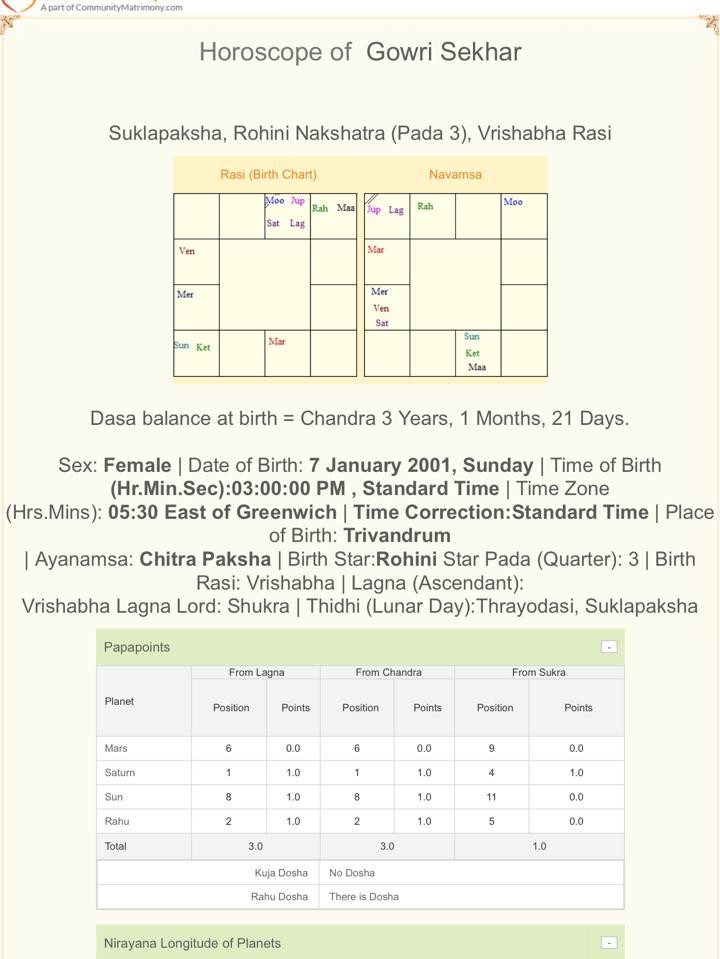 A part of CommunityMatrimony.com
Horoscope of Gowri Sekhar
Suklapaksha, Rohini Nakshatra (Pada 3), Vrishabha Rasi
Rasi (Birth Chart) Navamsa
Moo Jup Rah Maa
Sat Lag
Ven
Mer
Sun Ket Mar
Jup Lag Rah Moo
Mar
Mer
Ven
Sat
Sun
Ket
Maa
Dasa balance at birth = Chandra 3 Years, 1 Months, 21 Days.
Sex: Female | Date of Birth: 7 January 2001, Sunday | Time of Birth
(Hr.Min.Sec):03:00:00 PM , Standard Time | Time Zone
(Hrs.Mins): 05:30 East of Greenwich | Time Correction:Standard Time | Place
of Birth: Trivandrum
| Ayanamsa: Chitra Paksha | Birth Star:Rohini Star Pada (Quarter): 3 | Birth
Rasi: Vrishabha | Lagna (Ascendant):
Vrishabha Lagna Lord: Shukra | Thidhi (Lunar Day):Thrayodasi, Suklapaksha
Papapoints -
From Lagna From Chandra From Sukra
Planet Position Points Position Points Position Points
Mars 6 0.0 6 0.0 9 0.0
Saturn 1 1.0 1 1.0 4 1.0
Sun 8 1.0 8 1.0 11 0.0
Rahu 2 1.0 2 1.0 5 0.0
Total 3.0 3.0 1.0
Kuja Dosha No Dosha
Rahu Dosha There is Dosha
Nirayana Longitude of Planets -